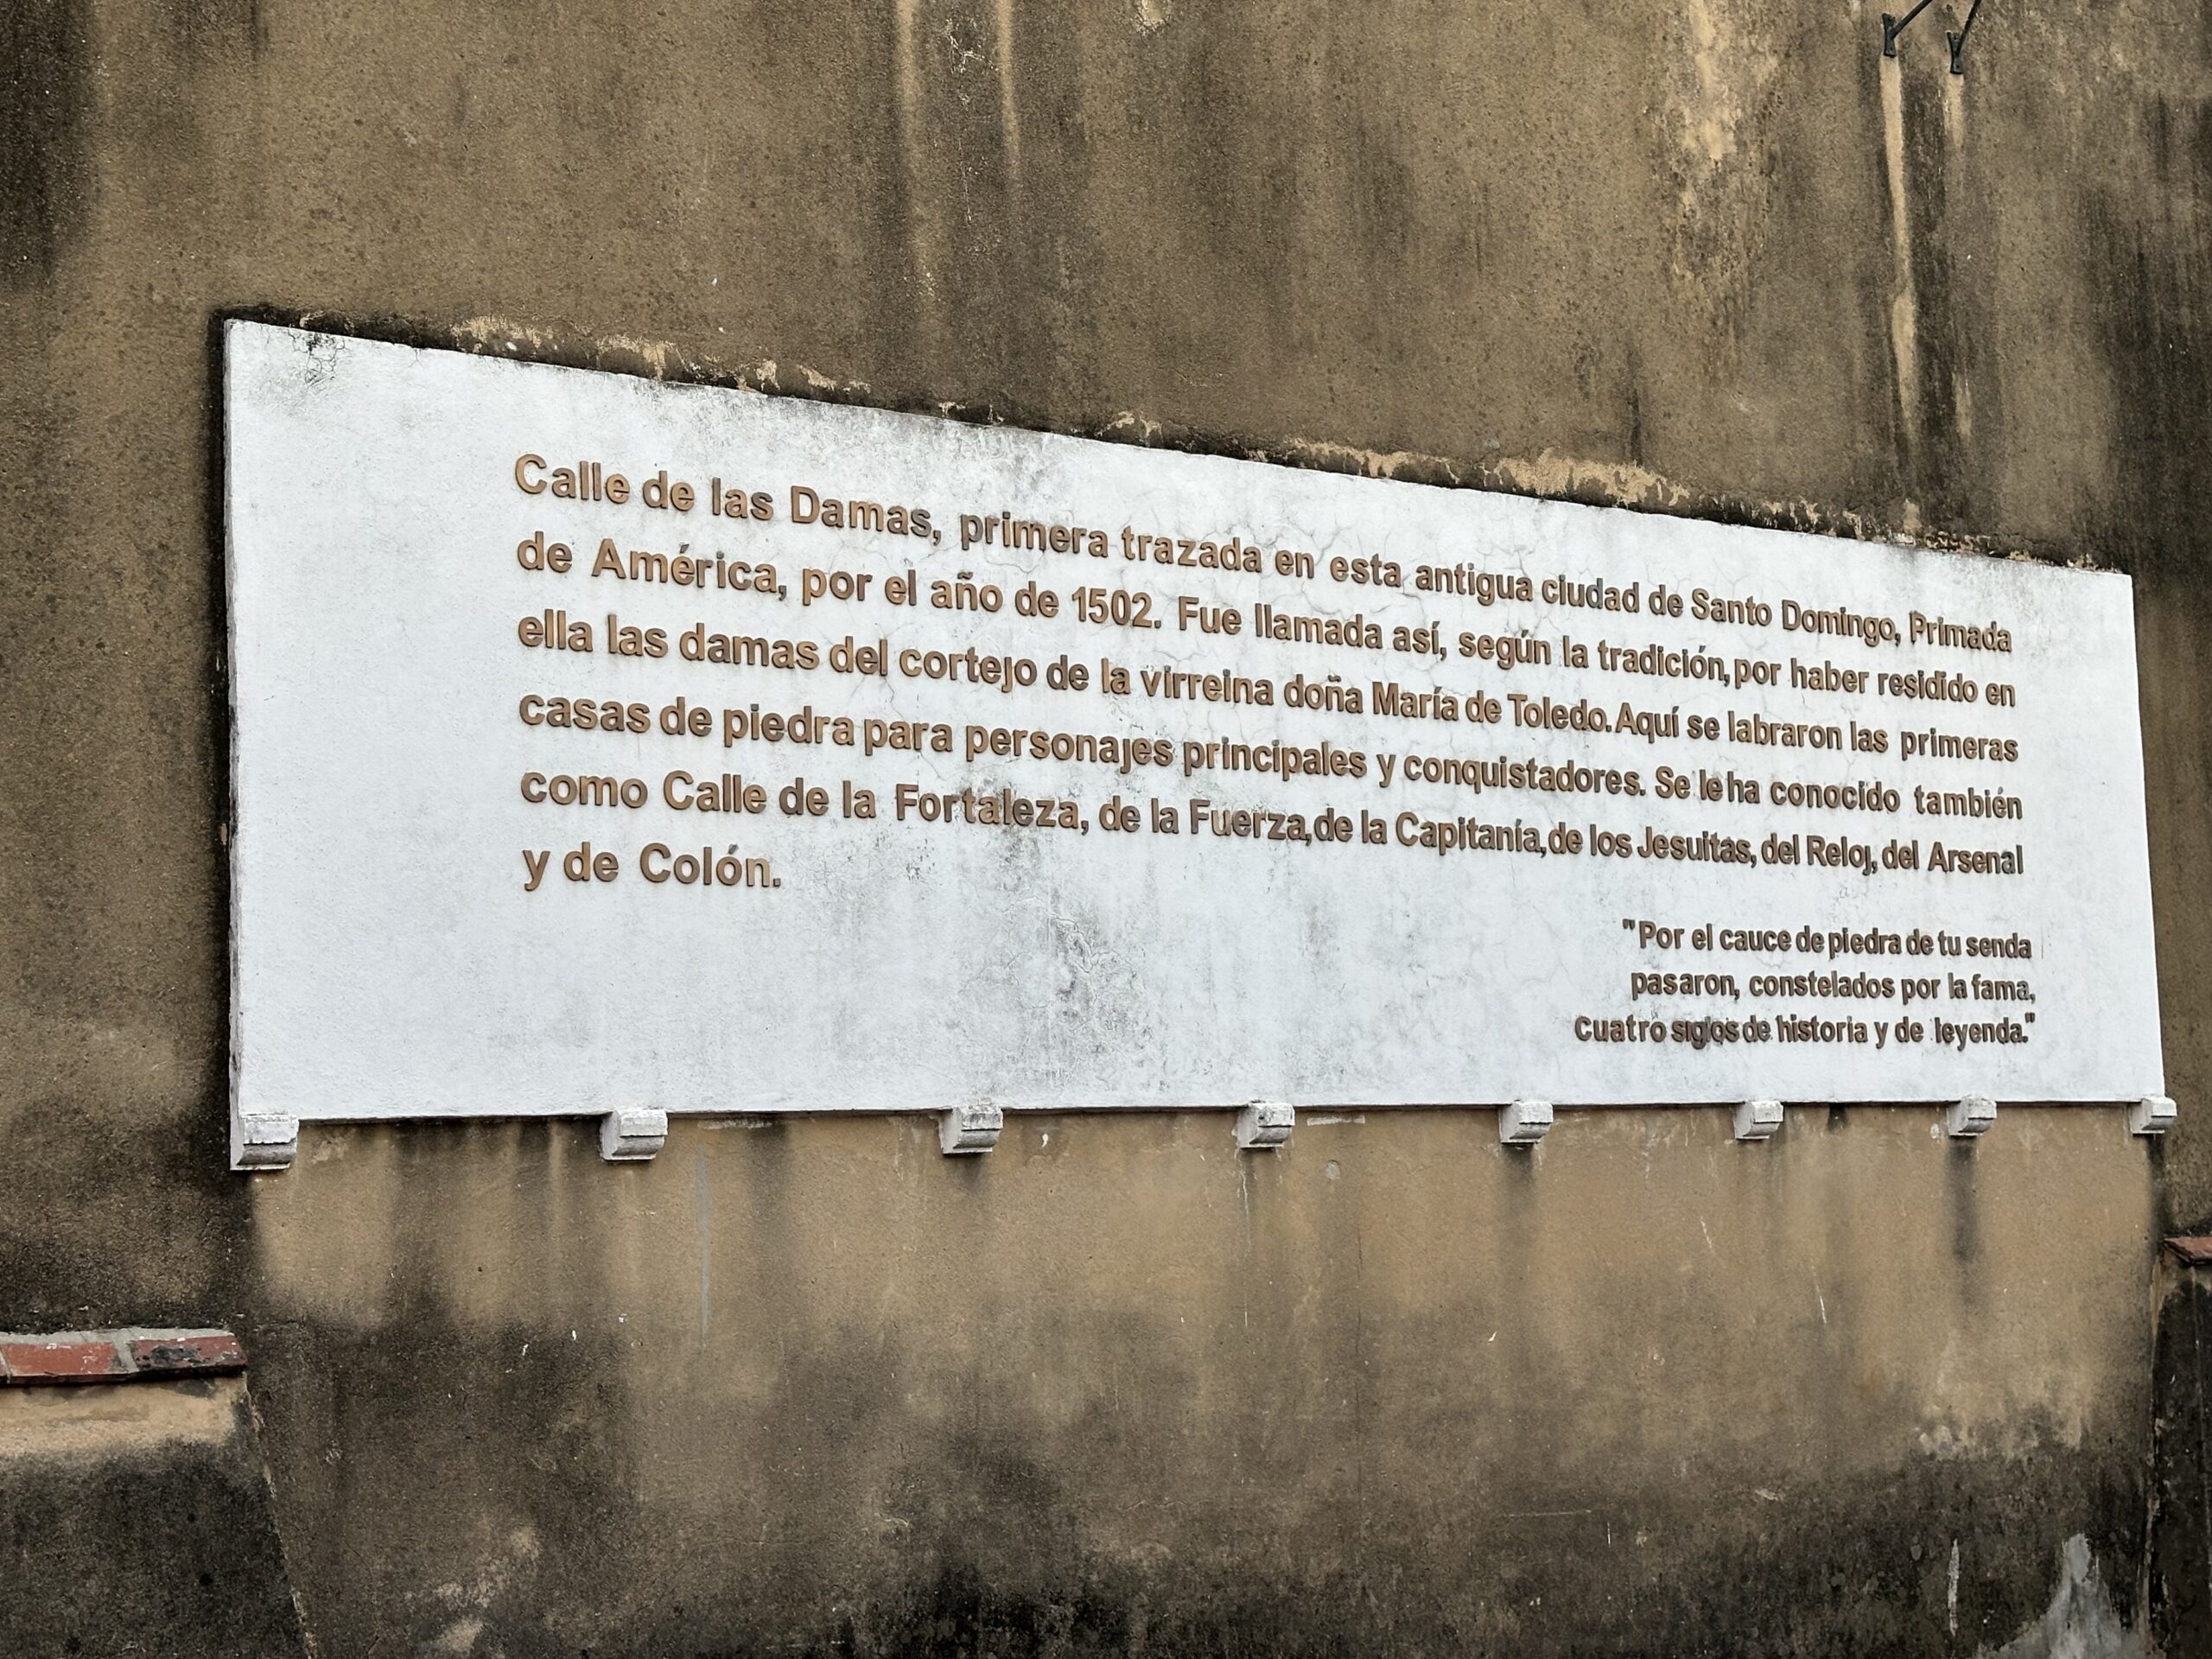 Calle de las Damas, primera trazada en esta antigua ciudad de Santo Domingo, Primada
de América, por el año de 1502. Fue llamada así, según la tradición, por haber residido en
ella las damas del cortejo de la virreina doña María de Toledo. Aquí se labraron las primeras
casas de piedra para personajes principales y conquistadores. Se le ha conocido también
como Calle de la Fortaleza, de la Fuerza, de la Capitanía, de los Jesuitas, del Reloj, del Arsenal
y de Colón.
"Por el cauce de piedra de tu senda
pasaron, constelados por la fama,
Cuatro siglos de historia y de leyenda."